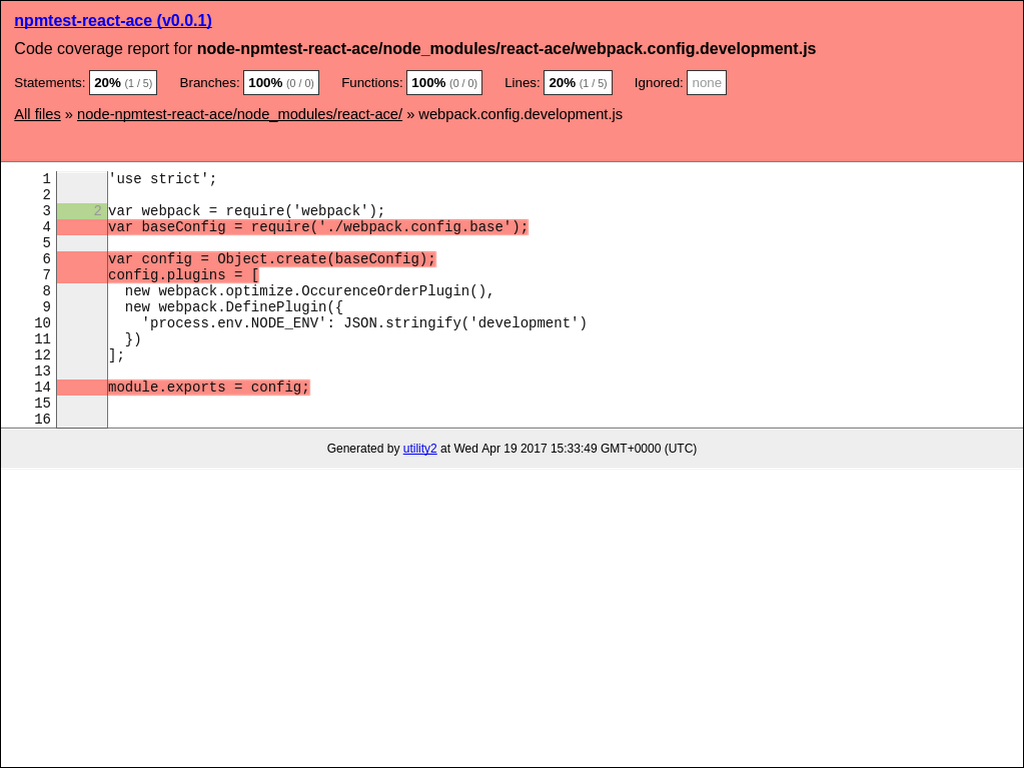 npmtest-react-ace (v0.0.1)
Code coverage report for node-npmtest-react-ace/node_modules/react-ace/webpack.config.development.js
Statements: 20% (1 / 5) Branches: 100% (0 / 0) Functions: 100% (0 / 0) Lines: 20% (1 / 5) Ignored: none
All files » node-npmtest-react-ace/node_modules/react-ace/ » webpack.config.development.js
1 'use strict';
2
3 2 var webpack = require('webpack');
4 var baseConfig = require('./webpack.config.base');
5
6 var config = Object.create(baseConfig);
7 config.plugins = [
8 new webpack.optimize.OccurenceOrderPlugin(),
9 new webpack.DefinePlugin({
10 'process.env.NODE_ENV': JSON.stringify('development')
11 })
12 ];
13
14 module.exports = config;
15
16
Generated by utility2 at Wed Apr 19 2017 15:33:49 GMT+0000 (UTC)